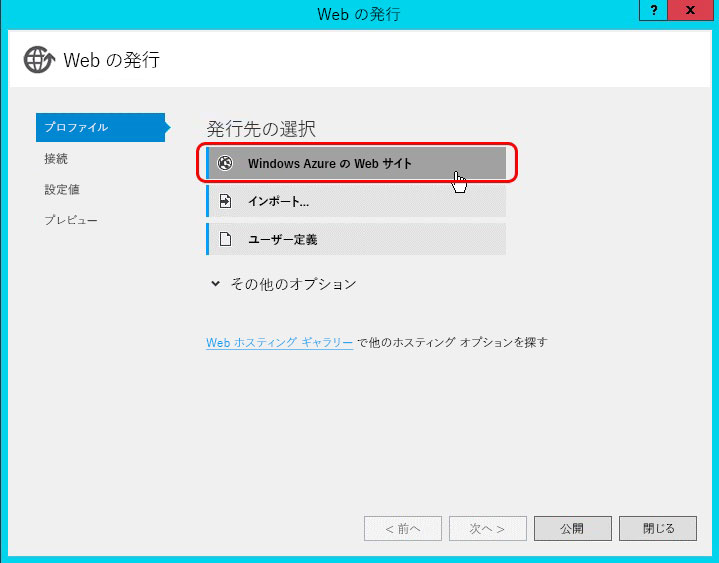 Web の発行
? x
Web の発行
プロファイル
接続
設定値
プレビュー
発行先の選択
Windows Azure の Web サイト
インポート...
ユーザー定義
その他のオプション
Web ホスティング ギャラリー で他のホスティング オプションを探す
< 前へ
次へ >
公開
閉じる